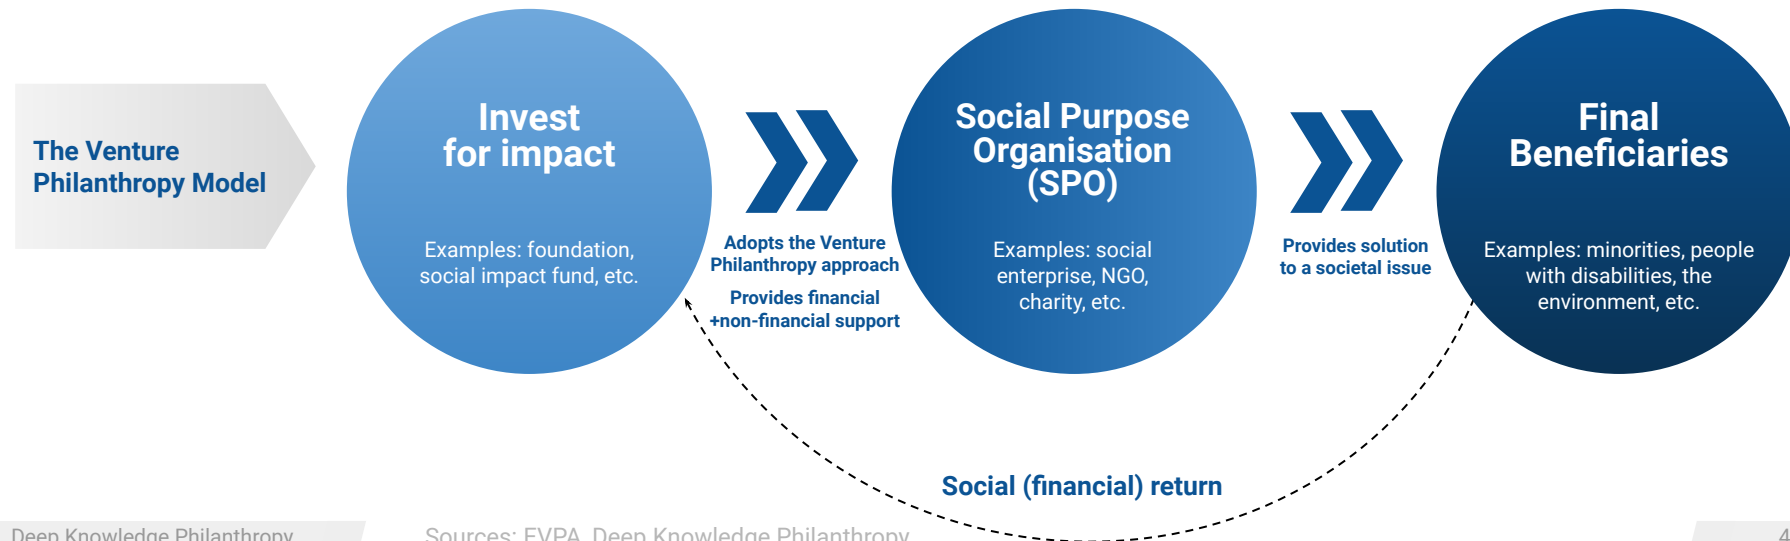 The Venture
Philanthropy Model
Invest
for impact
Examples: foundation,
social impact fund, etc.
Adopts the Venture
Philanthropy approach
Provides financial
+non-financial support
Social Purpose
Organisation
(SPO)
Examples: social
enterprise, NGO,
charity, etc.
Provides solution
to a societal issue
Final
Beneficiaries
Examples: minorities, people
with disabilities, the
environment, etc.
Social (financial) return
Deep Knowledge Philanthropy
Sources: EVPA, Deep Knowledge Philanthropy
4